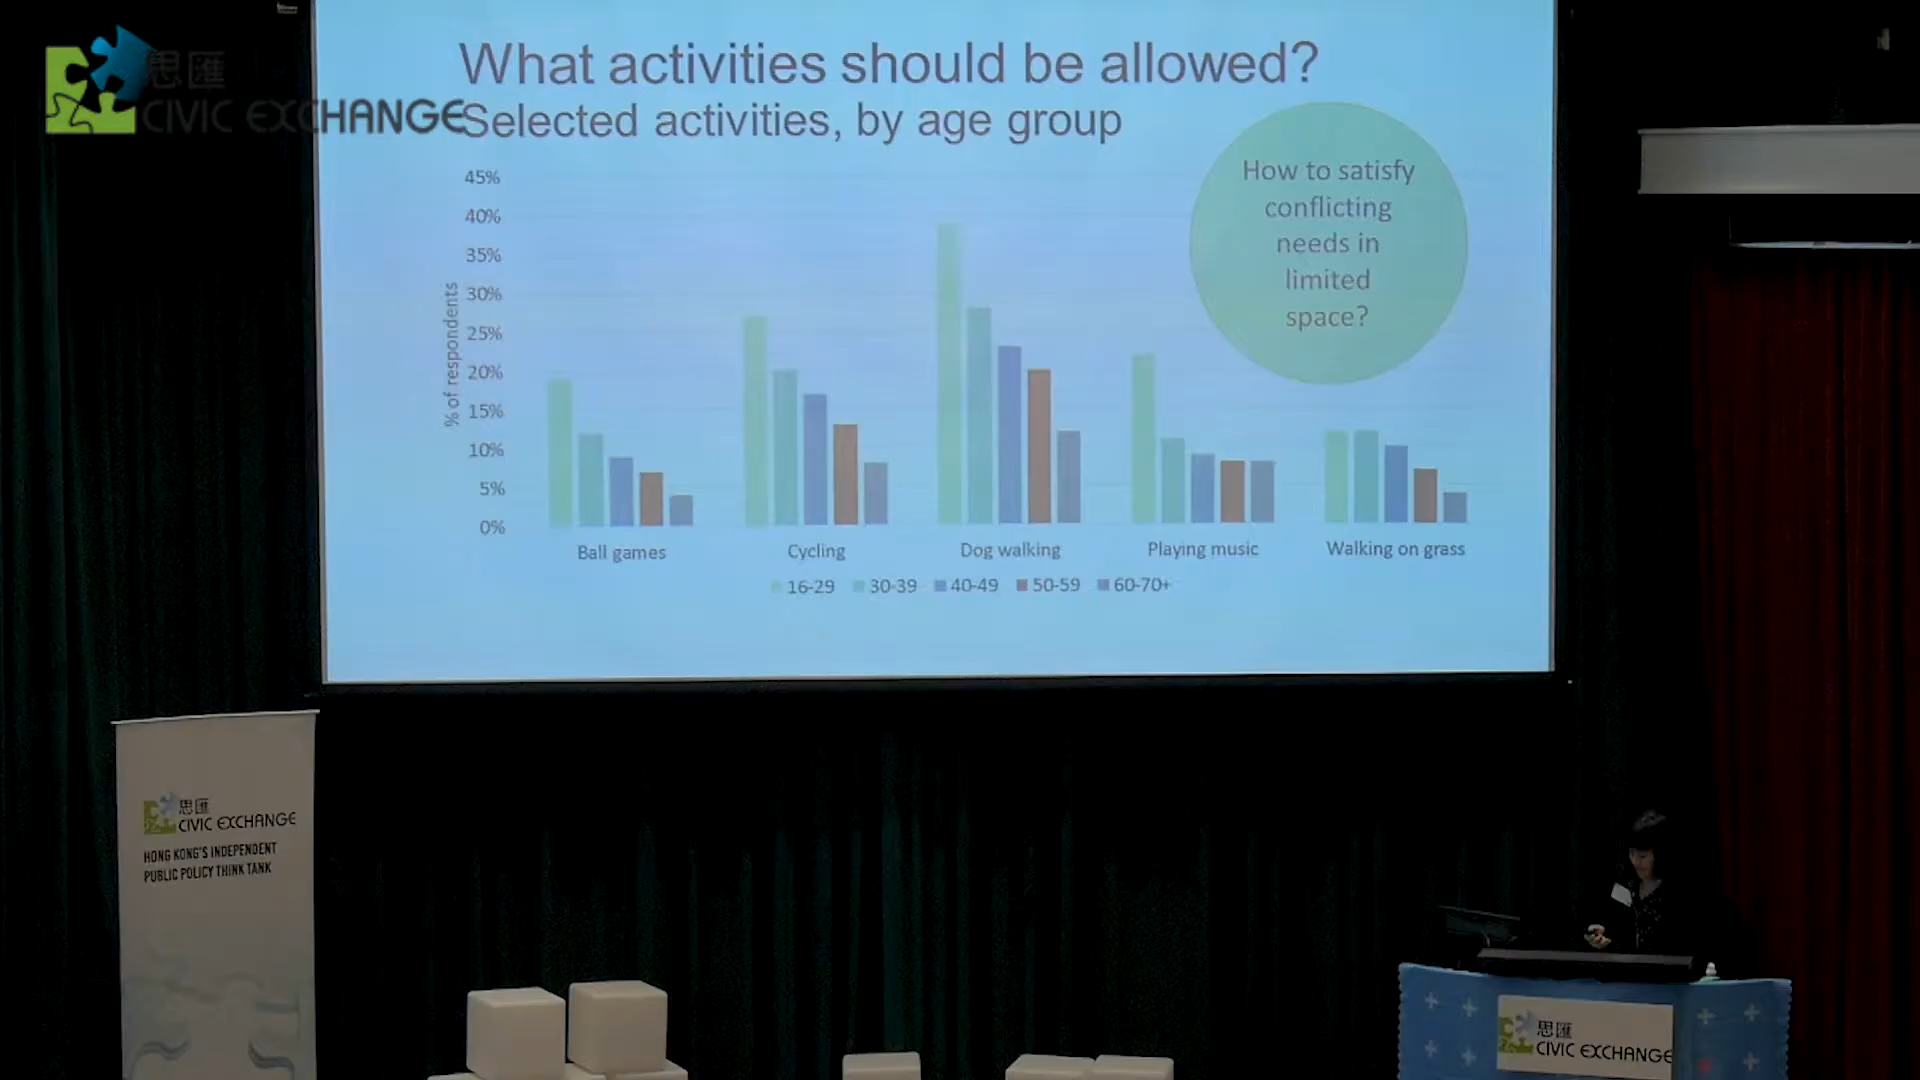 思匯
CIVIC EXCHANGE
What activities should be allowed?
Selected activities, by age group
How to satisfy
conflicting
needs in
limited
space?
% of respondents
45%
40%
35%
30%
25%
20%
15%
10%
5%
0%
Ball games
Cycling
Dog walking
Playing music
Walking on grass
16-29
30-39
40-49
50-59
60-70+
思匯
CIVIC EXCHANGE
HONG KONG'S INDEPENDENT
PUBLIC POLICY THINK TANK
思匯
CIVIC EXCHANGE